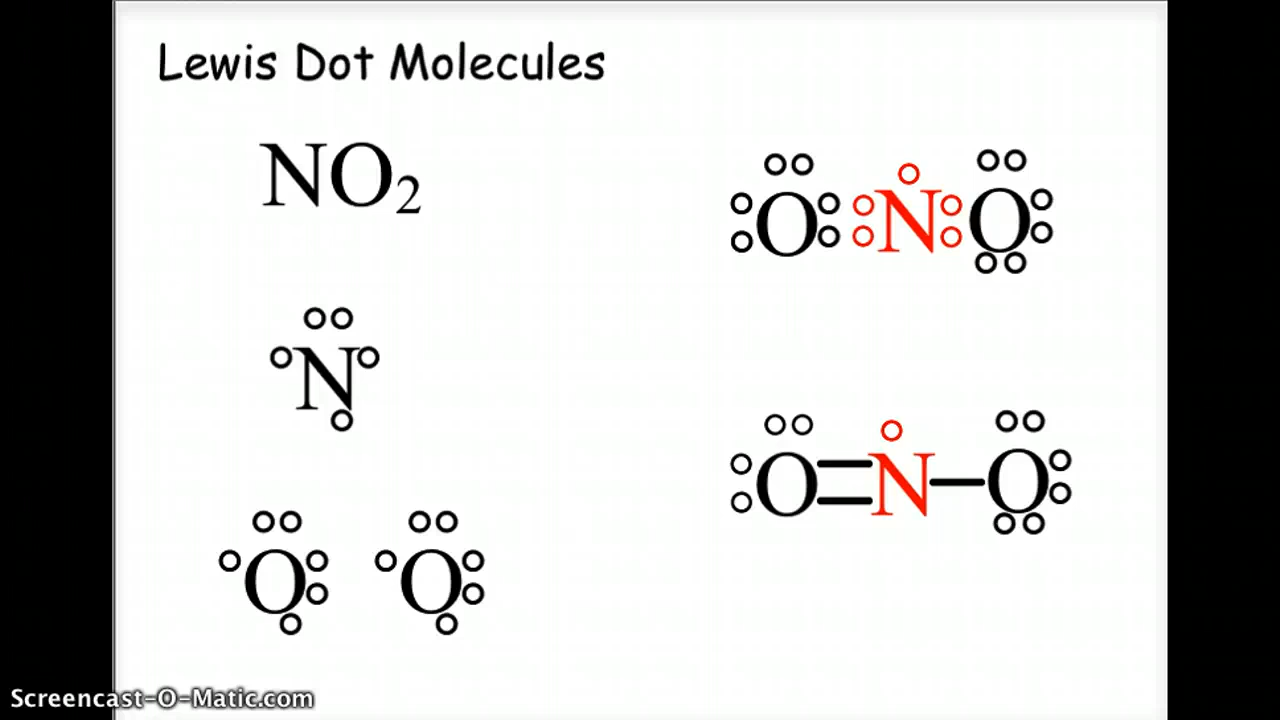 Lewis Dot Molecules
NO₂
O N O
N
O N O
O O
Screencast-O-Matic.com